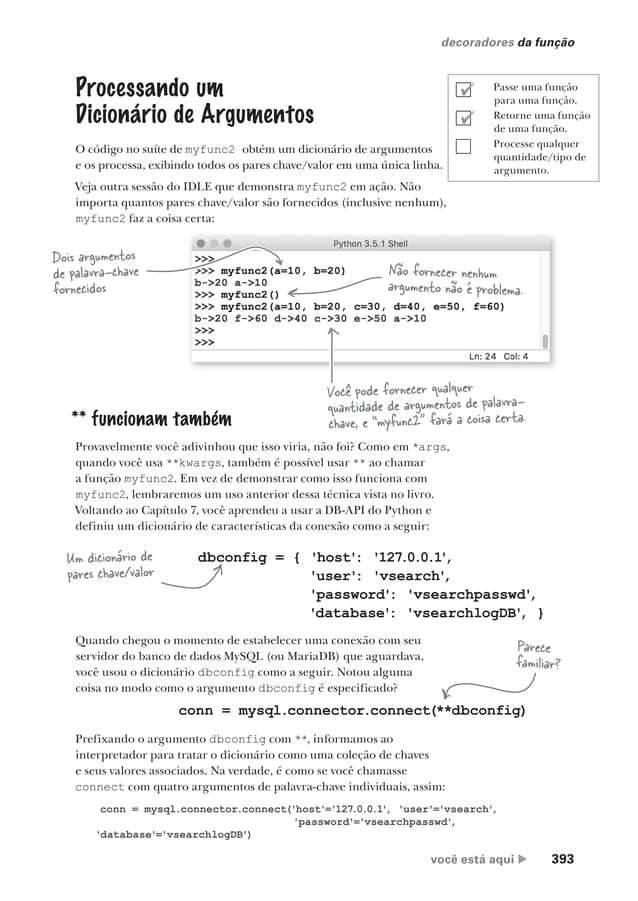 decoradores da função
Processando um
Dicionário de Argumentos
Passe uma função
para uma função.
Retorne uma função
de uma função.
Processe qualquer
quantidade/tipo de
argumento.
O código no suíte de myfunc2 obtém um dicionário de argumentos
e os processa, exibindo todos os pares chave/valor em uma única linha.
Veja outra sessão do IDLE que demonstra myfunc2 em ação. Não
importa quantos pares chave/valor são fornecidos (inclusive nenhum),
myfunc2 faz a coisa certa:
Dois argumentos
de palavra-chave
fornecidos
Python 3.5.1 Shell
>>>
>>> myfunc2(a=10, b=20)
b->20 a->10
>>> myfunc2()
>>> myfunc2(a=10, b=20, c=30, d=40, e=50, f=60)
b->20 f->60 d->40 c->30 e->50 a->10
>>>
>>>
Ln: 24 Col: 4
Não fornecer nenhum
argumento não é problema.
Você pode fornecer qualquer
quantidade de argumentos de palavra-
chave, e “myfunc2” fará a coisa certa.
** funcionam também
Provavelmente você adivinhou que isso viria, não foi? Como em *args,
quando você usa **kwargs, também é possível usar ** ao chamar
a função myfunc2. Em vez de demonstrar como isso funciona com
myfunc2, lembraremos um uso anterior dessa técnica vista no livro.
Voltando ao Capítulo 7, você aprendeu a usar a DB-API do Python e
definiu um dicionário de características da conexão como a seguir:
Um dicionário de
pares chave/valor
dbconfig = { 'host': '127.0.0.1',
'user': 'vsearch',
'password': 'vsearchpasswd',
'database': 'vsearchlogDB', }
Quando chegou o momento de estabelecer uma conexão com seu
servidor do banco de dados MySQL (ou MariaDB) que aguardava,
você usou o dicionário dbconfig como a seguir. Notou alguma
coisa no modo como o argumento dbconfig é especificado?
Parece
familiar?
conn = mysql.connector.connect(**dbconfig)
Prefixando o argumento dbconfig com **, informamos ao
interpretador para tratar o dicionário como uma coleção de chaves
e seus valores associados. Na verdade, é como se você chamasse
connect com quatro argumentos de palavra-chave individuais, assim:
conn = mysql.connector.connect('host'='127.0.0.1', 'user'='vsearch',
'password'='vsearchpasswd',
'database'='vsearchlogDB')
você está aqui ▶ 393